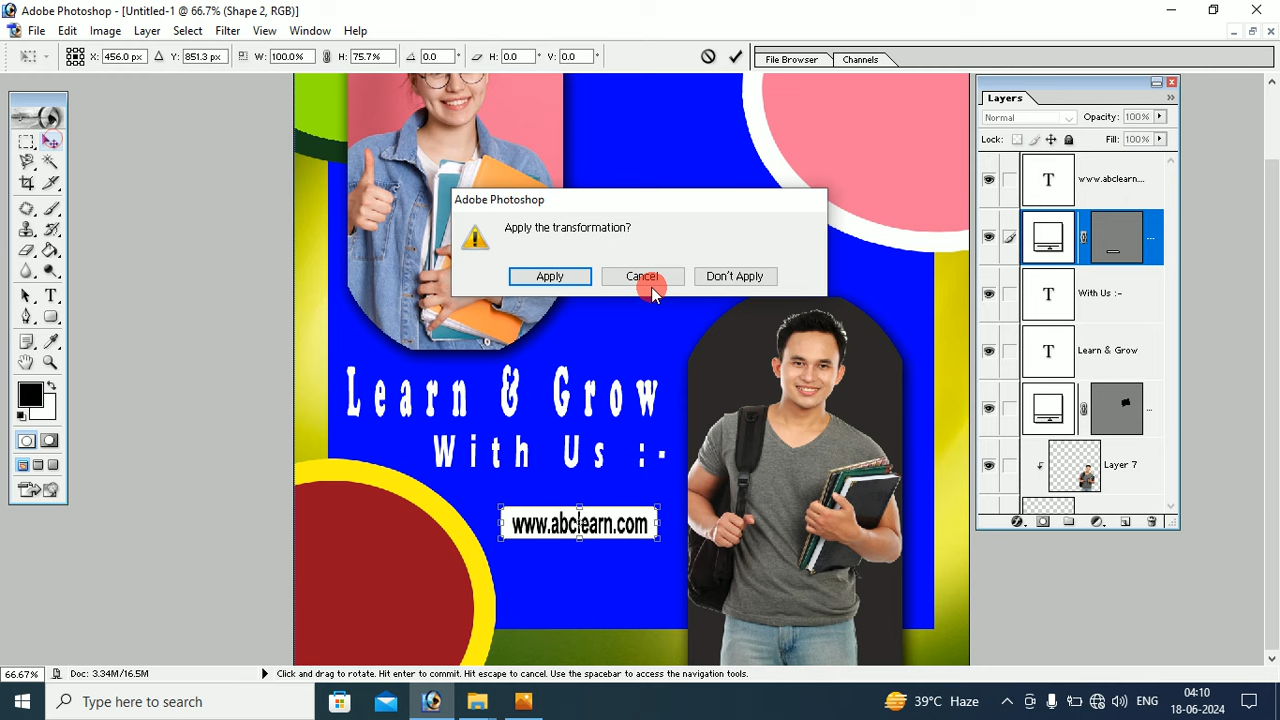 Adobe Photoshop - [Untitled-1 @ 66.7% (Shape 2, RGB)]
File Edit Image Layer Select Filter View Window Help
X: 456.0 px Y: 851.3 px W: 100.0% H: 75.7% 0.0 ° H: 0.0 ° V: 0.0 °
File Browser Channels
Layers
Normal Opacity: 100%
Lock: Fill: 100%
T www.abclearn...
...
T With Us :-
T Learn & Grow
...
Layer 7
Adobe Photoshop
Apply the transformation?
Apply Cancel Don't Apply
Learn & Grow
With Us :-
www.abclearn.com
66.67% Doc: 3.34M/16.5M Click and drag to rotate. Hit enter to commit. Hit escape to cancel. Use the spacebar to access the navigation tools.
Type here to search
39°C Haze ENG 04:10
18-06-2024